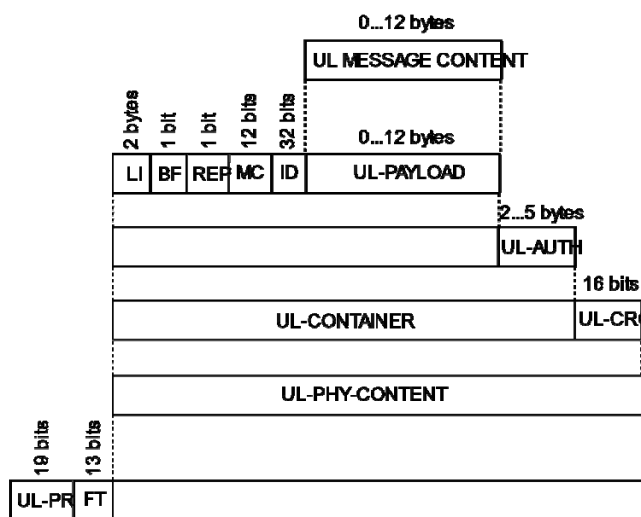 0...12 bytes
UL MESSAGE CONTENT
2 bytes
1 bit
1 bit
12 bits
32 bits
0...12 bytes
LI BF REP MC ID UL-PAYLOAD
2...5 bytes
UL-AUTH
16 bits
UL-CONTAINER UL-CRC
UL-PHY-CONTENT
19 bits
13 bits
UL-PR FT